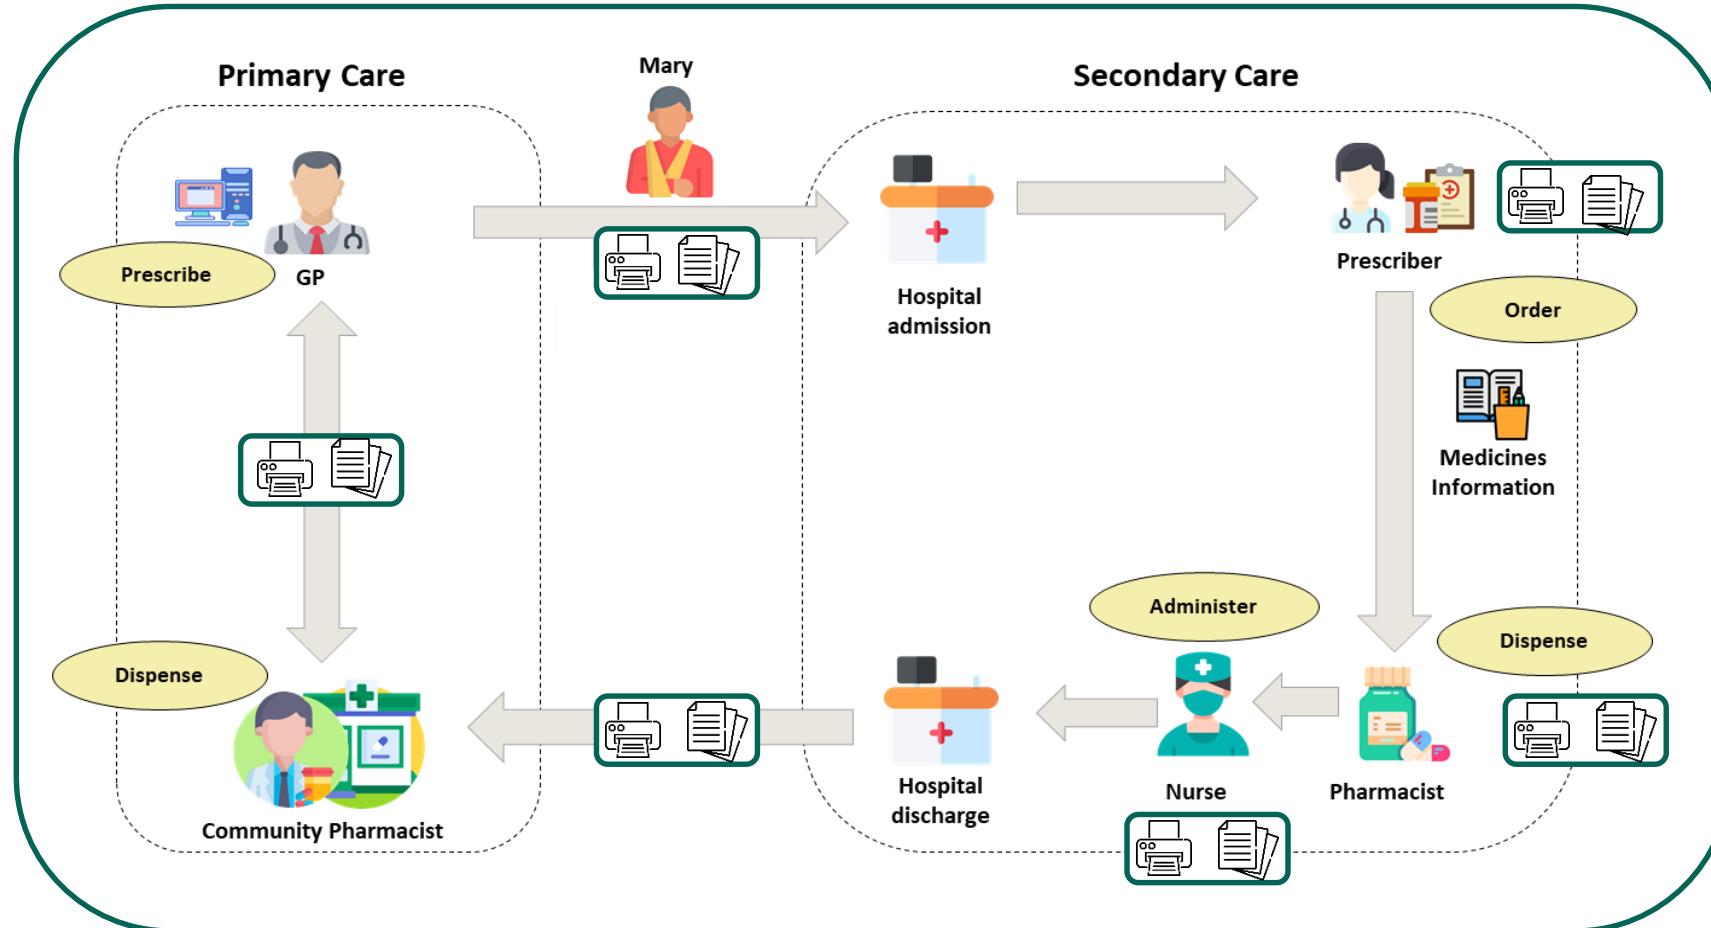 Primary Care
Mary
Secondary Care
Prescribe
GP
Hospital
admission
Prescriber
Order
Medicines
Information
Administer
Dispense
Dispense
Community Pharmacist
Hospital
discharge
Nurse
Pharmacist